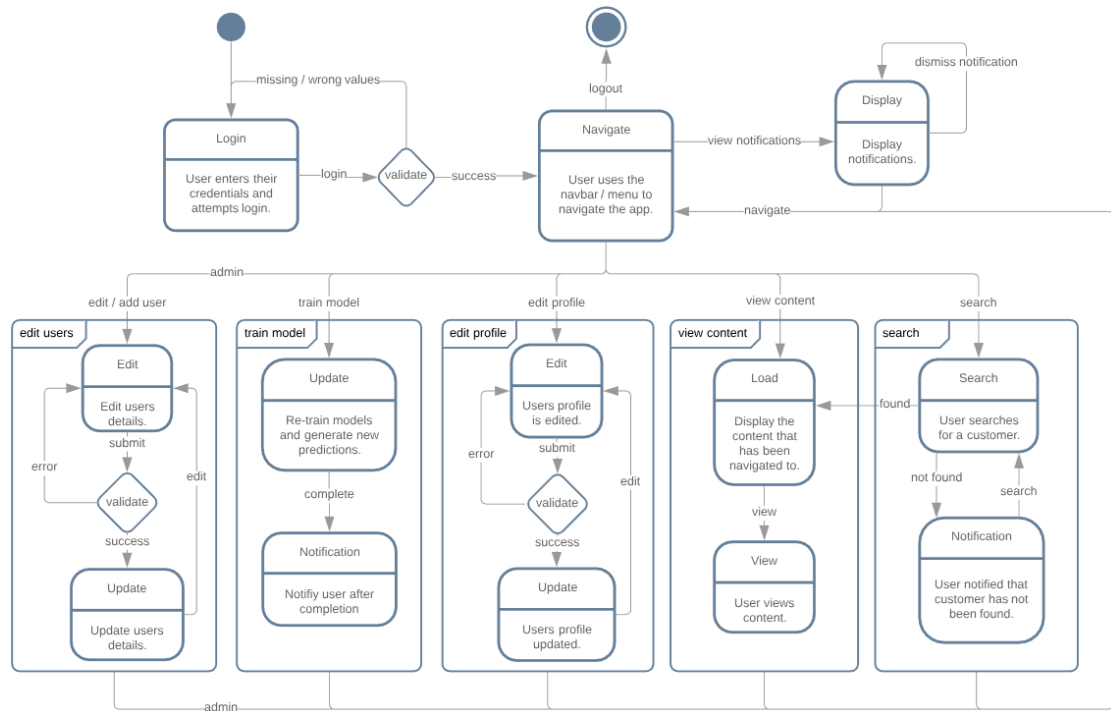 missing / wrong values
dismiss notification
logout
Login
User enters their
credentials and
attempts login.
login
validate
success
Navigate
User uses the
navbar / menu to
navigate the app.
view notifications
Display
Display
notifications.
navigate
admin
edit / add user
train model
edit profile
view content
search
edit users
Edit
Edit users
details.
submit
error
edit
validate
success
Update
Update users
details.
train model
Update
Re-train models
and generate new
predictions.
complete
Notification
Notifiy user after
completion
edit profile
Edit
Users profile
is edited.
submit
error
edit
validate
success
Update
Users profile
updated.
view content
Load
Display the
content that
has been
navigated to.
view
View
User views
content.
search
Search
User searches
for a customer.
found
not found
search
Notification
User notified that
customer has not
been found.
admin